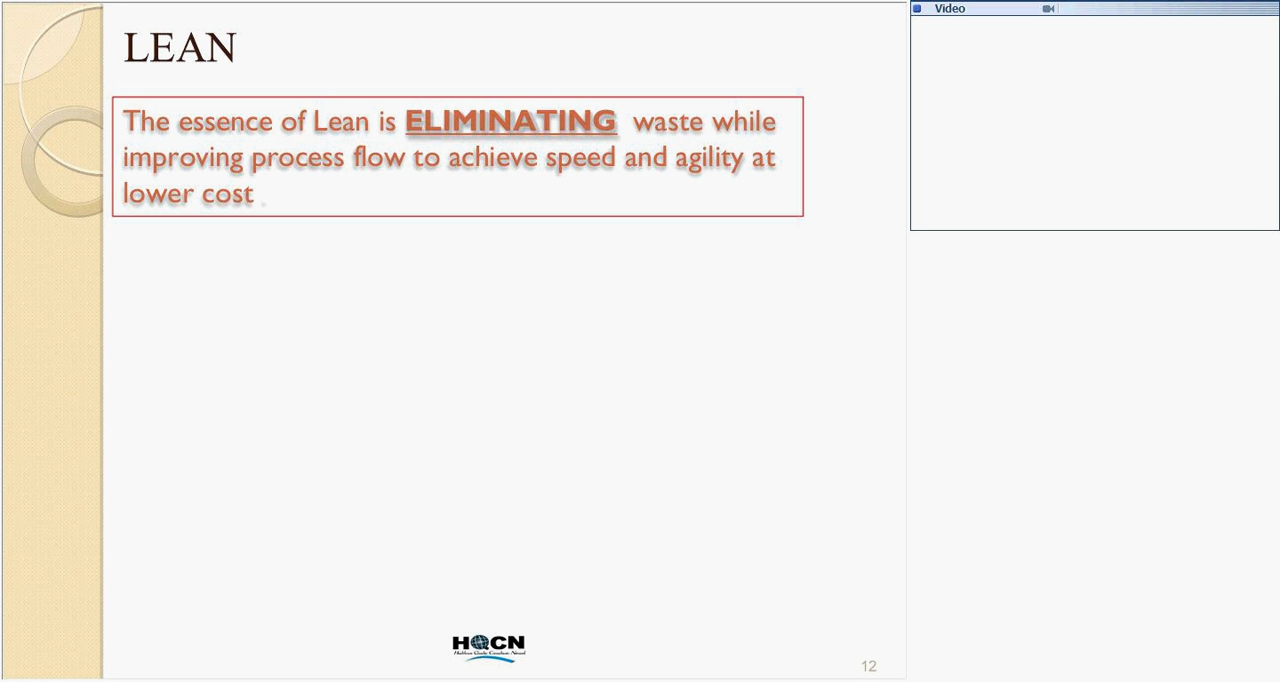 LEAN
The essence of Lean is ELIMINATING waste while
improving process flow to achieve speed and agility at
lower cost
Video
HQCN
12